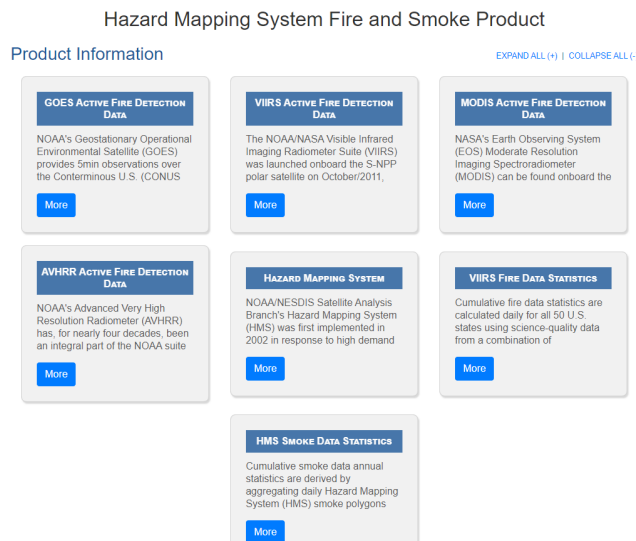 Hazard Mapping System Fire and Smoke Product
Product Information
EXPAND ALL (+) | COLLAPSE ALL (-
GOES Active Fire Detection
Data
NOAA's Geostationary Operational
Environmental Satellite (GOES)
provides 5min observations over
the Conterminous U.S. (CONUS
More
VIIRS Active Fire Detection
Data
The NOAA/NASA Visible Infrared
Imaging Radiometer Suite (VIIRS)
was launched onboard the S-NPP
polar satellite on October/2011,
More
MODIS Active Fire Detection
Data
NASA's Earth Observing System
(EOS) Moderate Resolution
Imaging Spectroradiometer
(MODIS) can be found onboard the
More
AVHRR Active Fire Detection
Data
NOAA's Advanced Very High
Resolution Radiometer (AVHRR)
has, for nearly four decades, been
an integral part of the NOAA suite
More
Hazard Mapping System
NOAA/NESDIS Satellite Analysis
Branch's Hazard Mapping System
(HMS) was first implemented in
2002 in response to high demand
More
VIIRS Fire Data Statistics
Cumulative fire data statistics are
calculated daily for all 50 U.S.
states using science-quality data
from a combination of
More
HMS Smoke Data Statistics
Cumulative smoke data annual
statistics are derived by
aggregating daily Hazard Mapping
System (HMS) smoke polygons
More